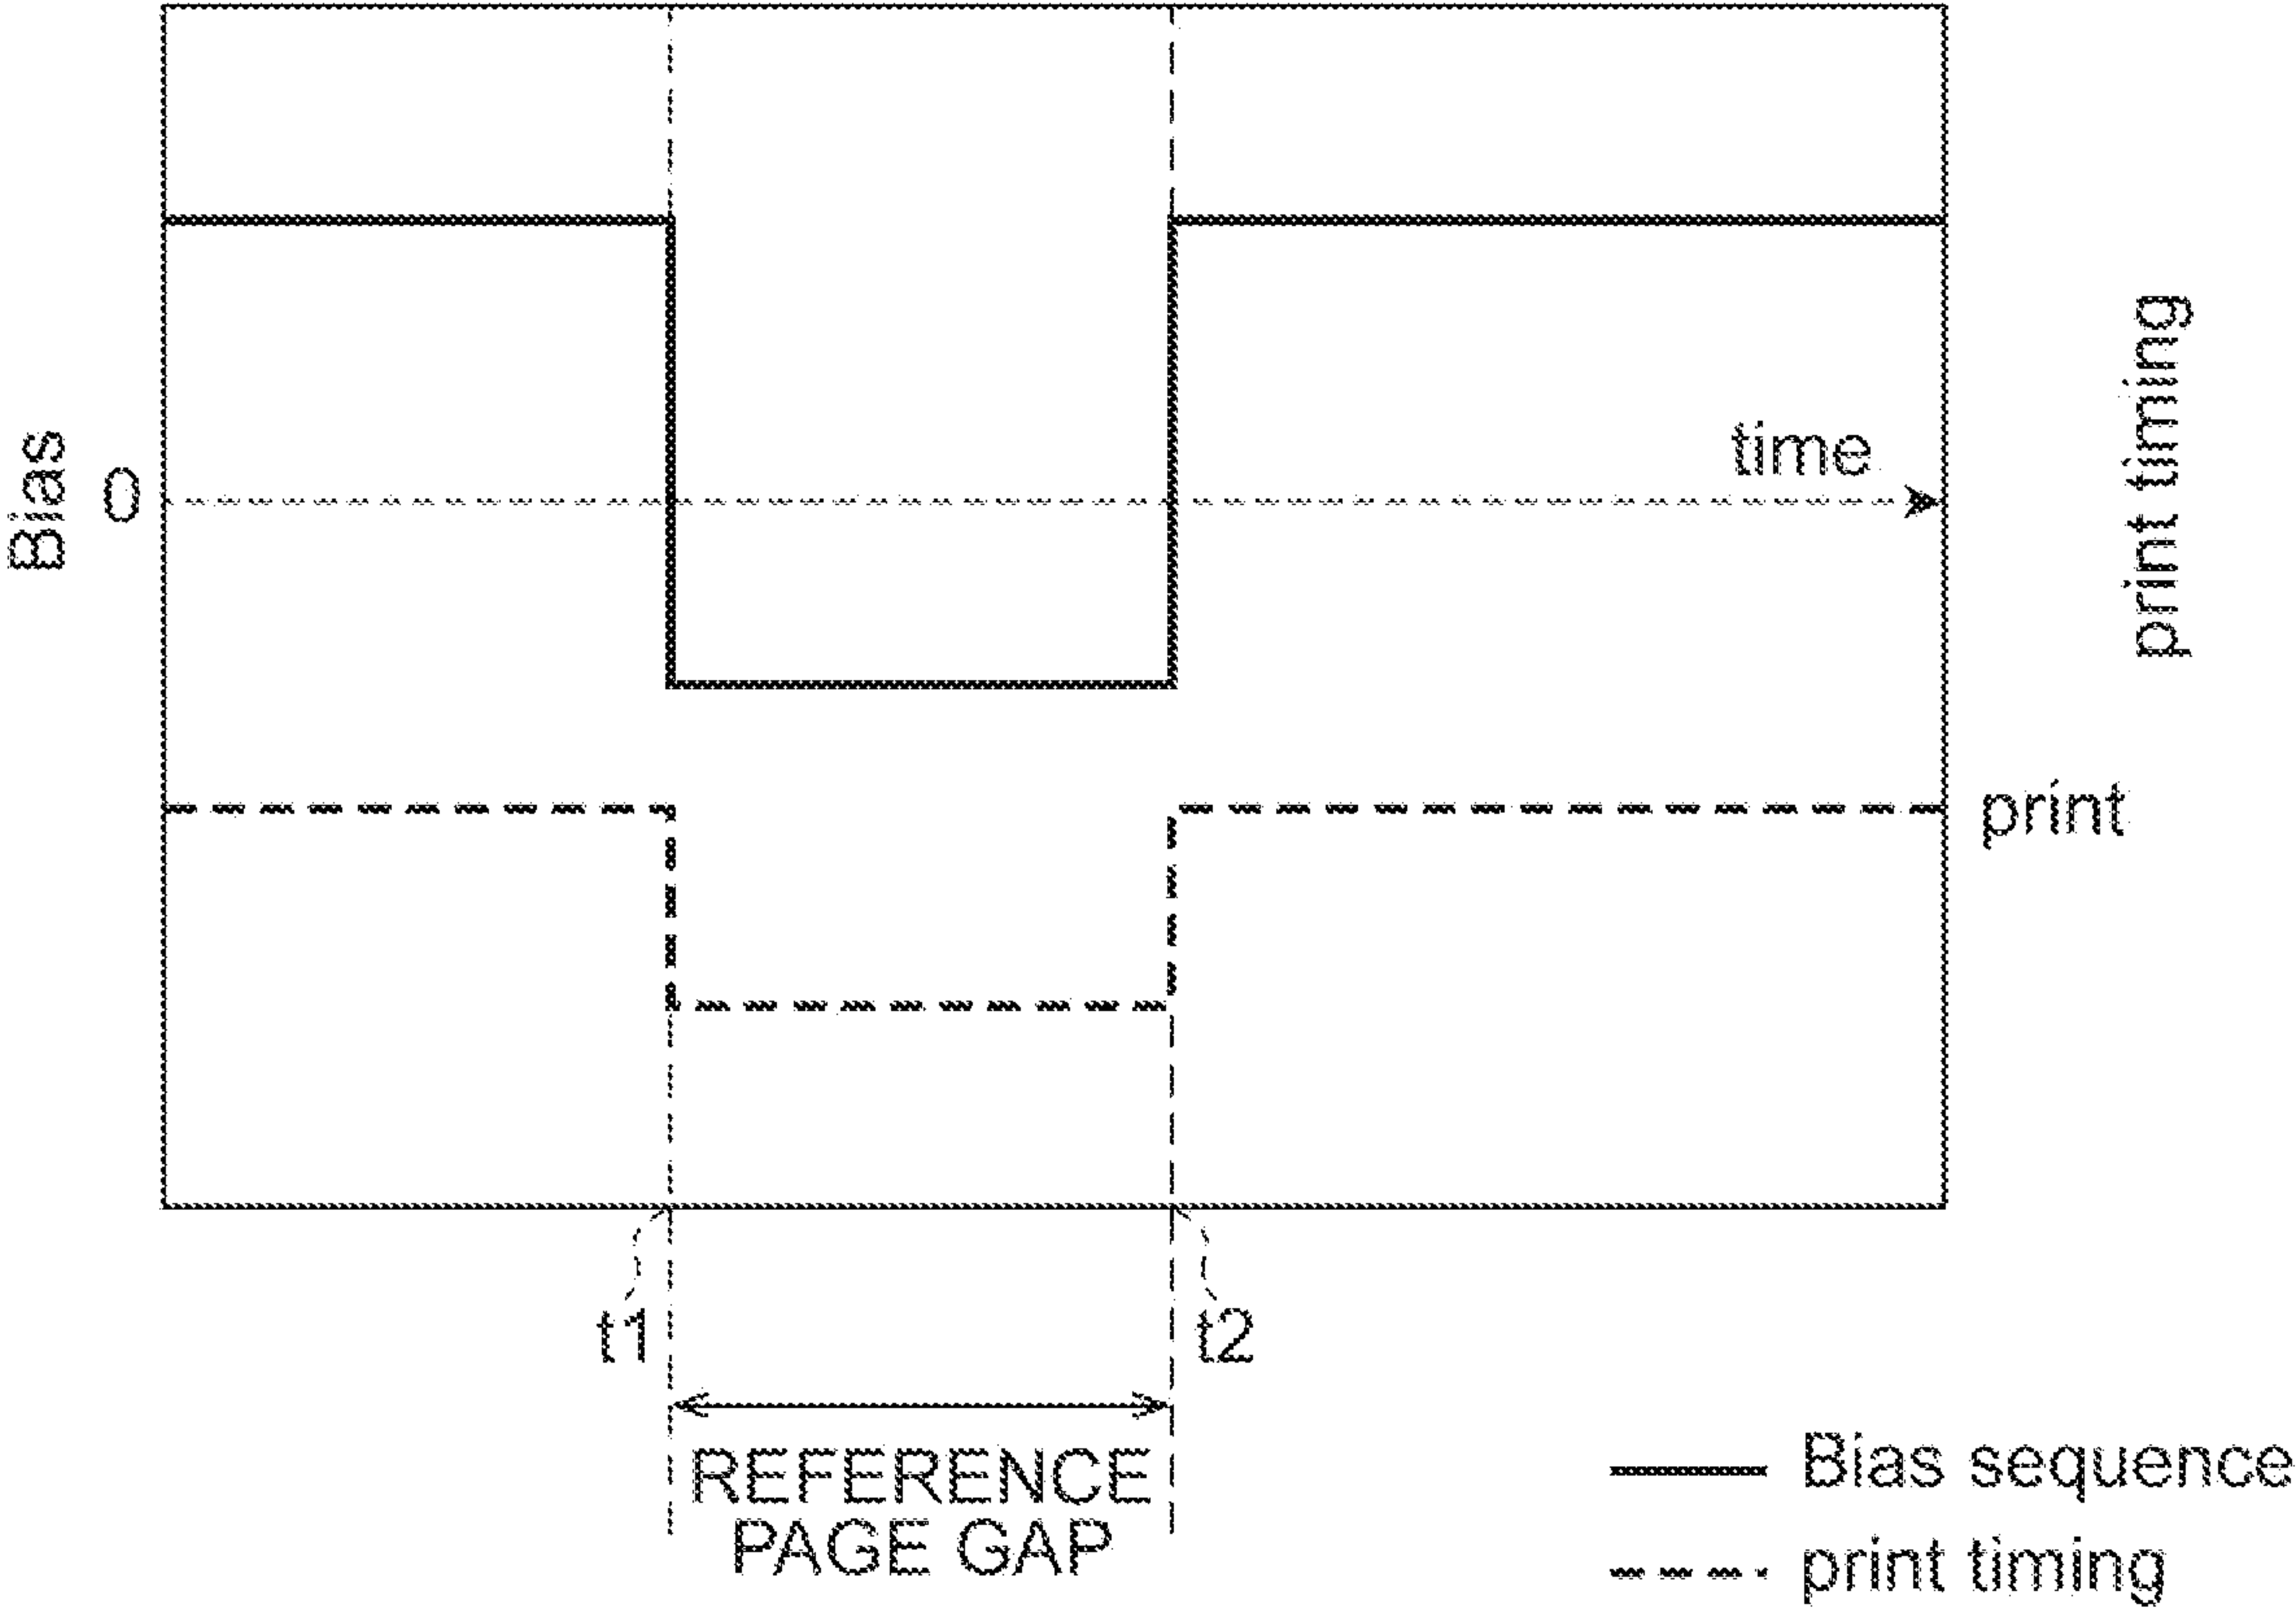 Bias
0
time
print timing
print
t1
t2
REFERENCE
PAGE GAP
Bias sequence
print timing